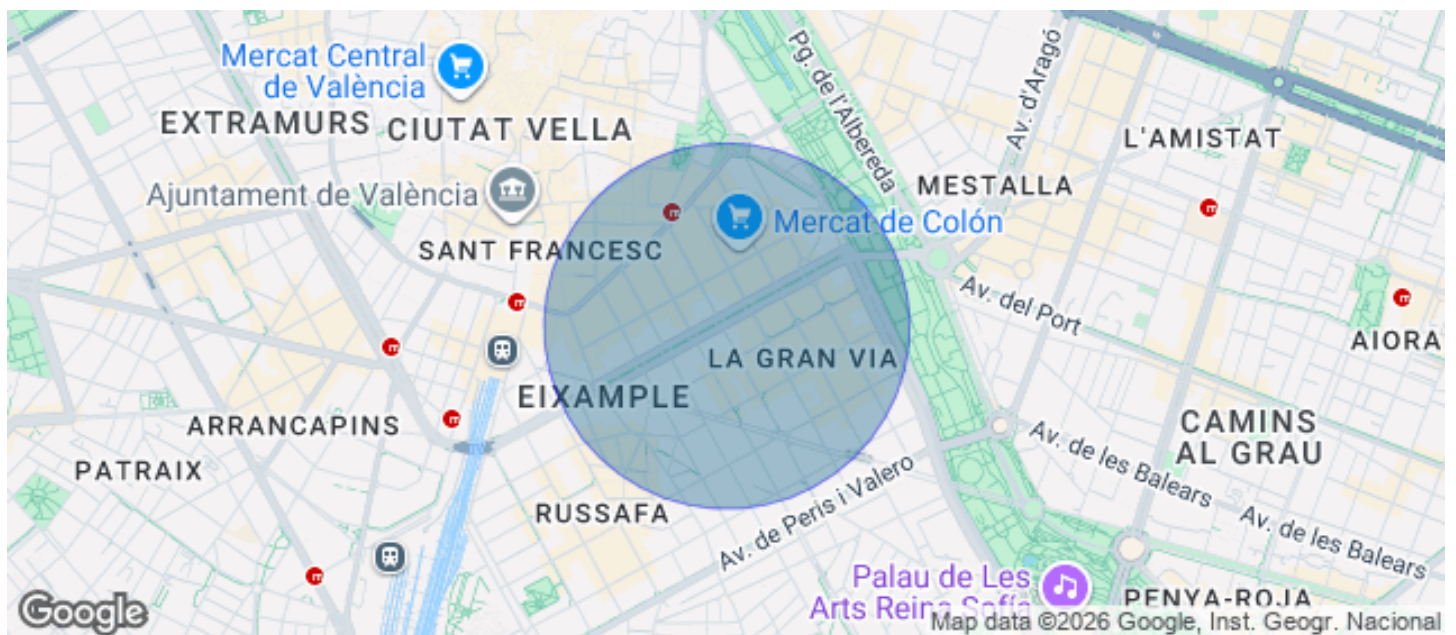 Mercat Central
de València
EXTRAMURS
CIUTAT VELLA
Ajuntament de València
SANT FRANCESC
Mercat de Colón
Pg. de l'Albereda
Av. d'Aragó
L'AMISTAT
MESTALLA
Av. del Port
AIORA
LA GRAN VIA
EIXAMPLE
ARRANCAPINS
PATRAIX
RUSSAFA
CAMINS
AL GRAU
Av. de les Balears
Av. de les Balears
Av. de Peris i Valero
Palau de Les
Arts Reina Sofía
PENYA-ROJA
Google
Map data ©2026 Google, Inst. Geogr. Nacional